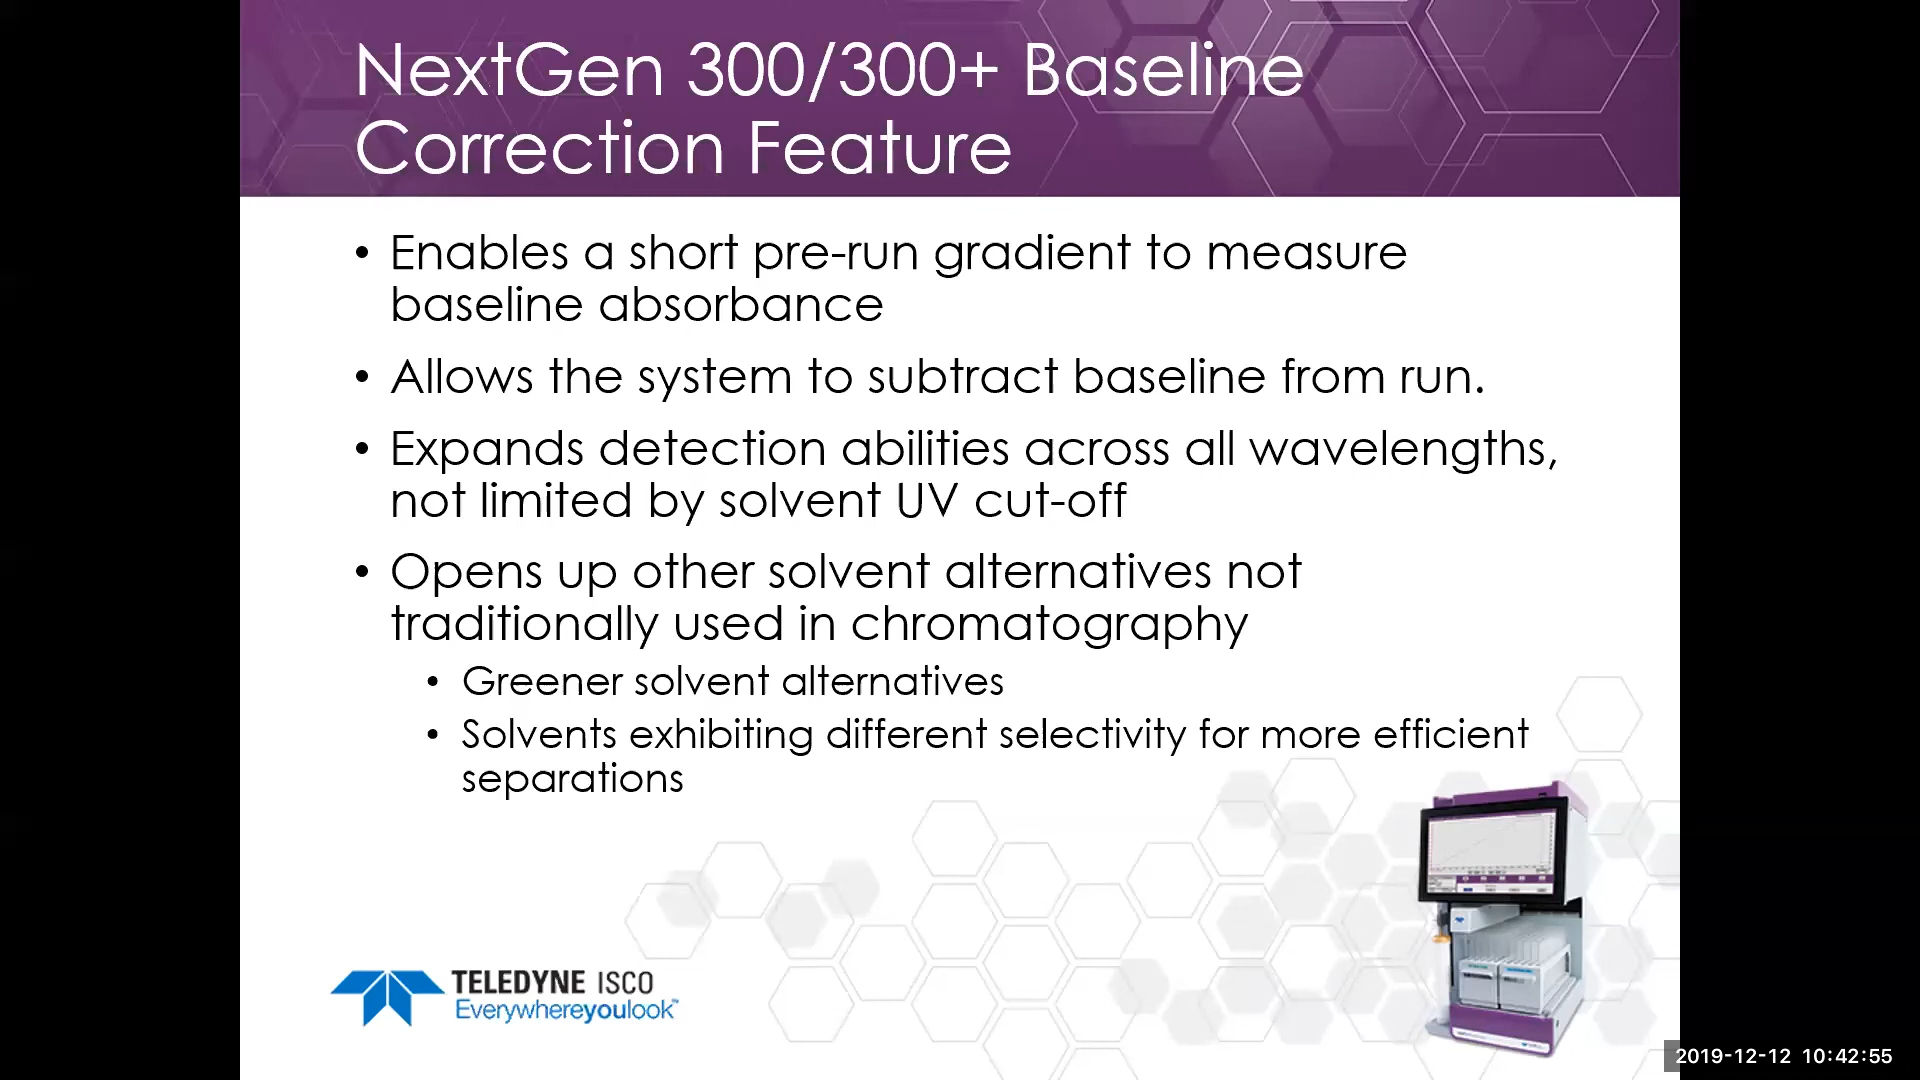 NextGen 300/300+ Baseline
Correction Feature
• Enables a short pre-run gradient to measure
baseline absorbance
• Allows the system to subtract baseline from run.
• Expands detection abilities across all wavelengths,
not limited by solvent UV cut-off
• Opens up other solvent alternatives not
traditionally used in chromatography
• Greener solvent alternatives
• Solvents exhibiting different selectivity for more efficient
separations
TELEDYNE ISCO
Everywhereyoulook™
2019-12-12 10:42:55